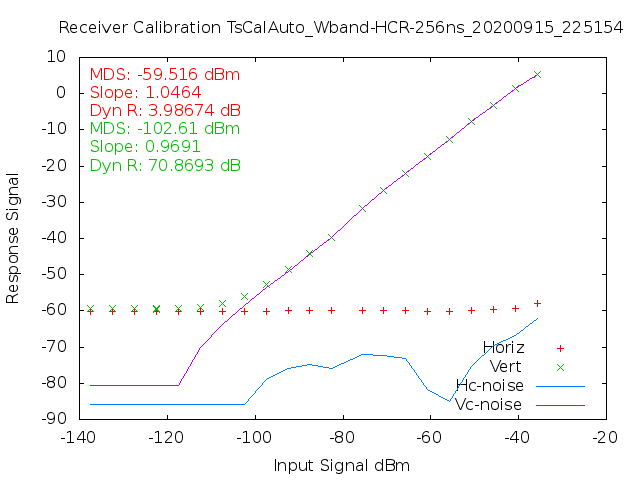 Receiver Calibration TsCalAuto_Wband-HCR-256ns_20200915_225154
10
0
-10
-20
-30
-40
-50
-60
-70
-80
-90
MDS: -59.516 dBm
Slope: 1.0464
Dyn R: 3.98674 dB
MDS: -102.61 dBm
Slope: 0.9691
Dyn R: 70.8693 dB
Response Signal
Horiz
Vert
Hc-noise
Vc-noise
-140
-120
-100
-80
-60
-40
-20
Input Signal dBm